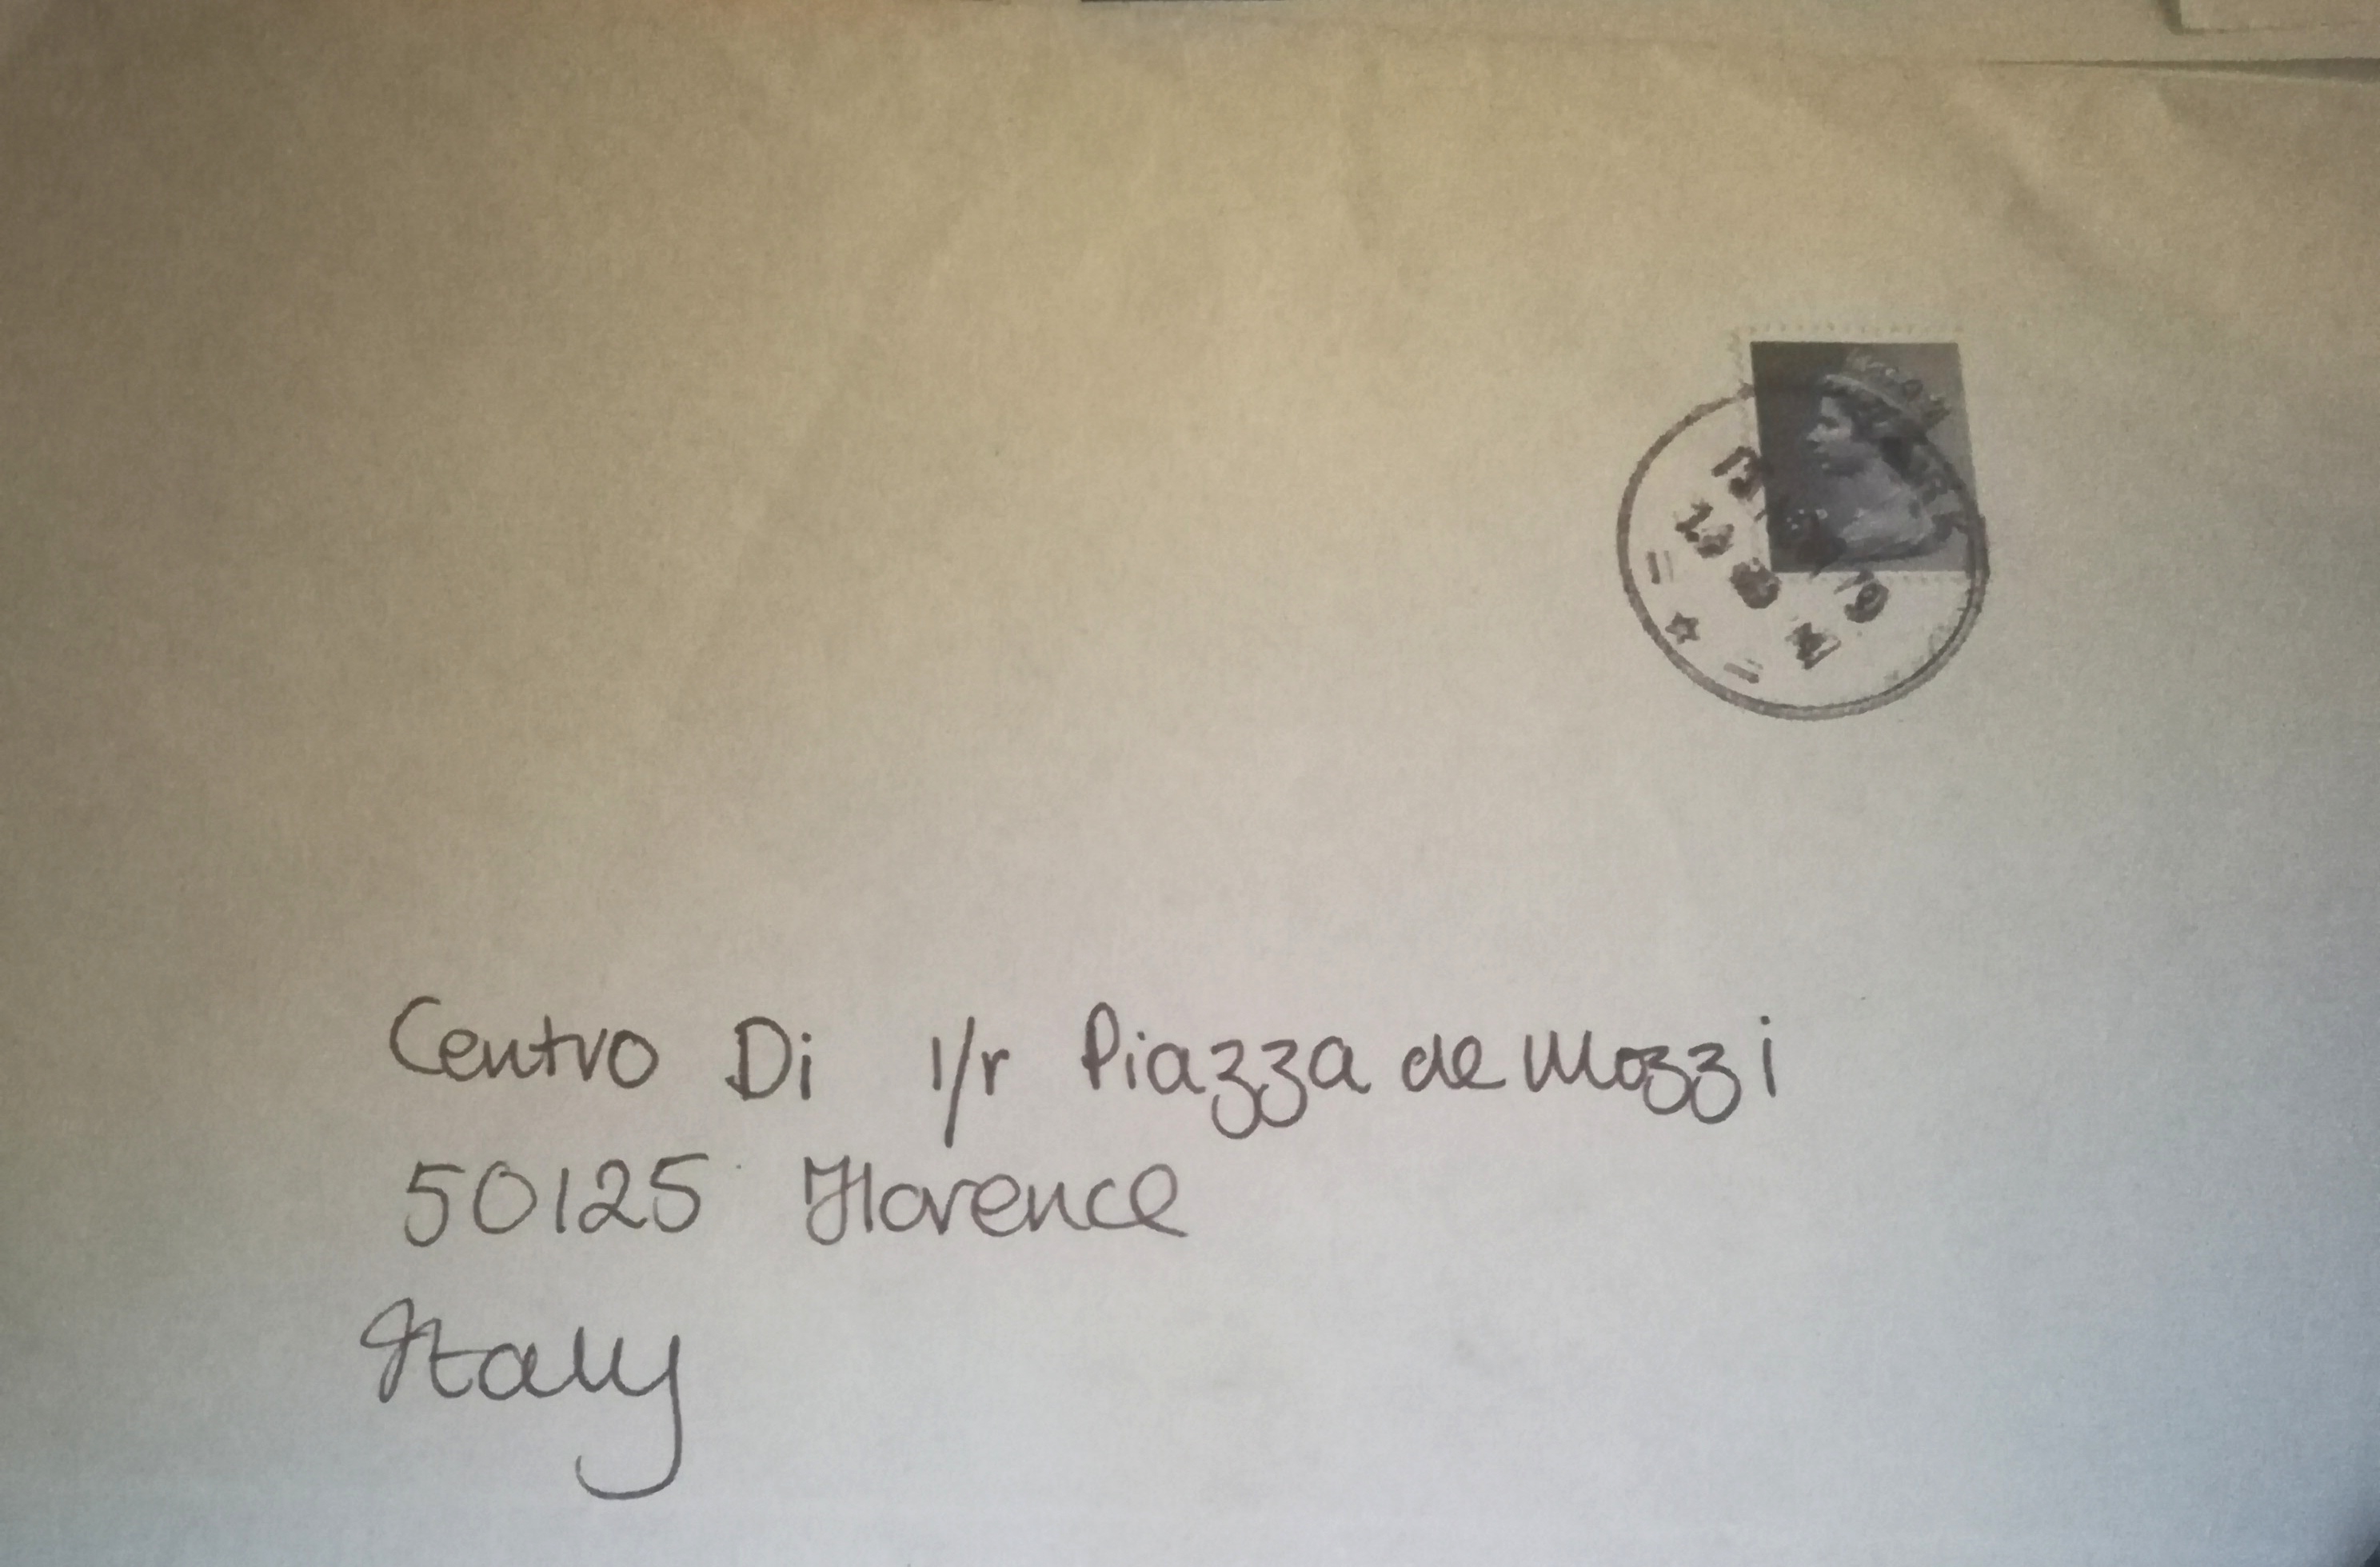 Centro Di 1/r Piazza de Mozzi
50125 Florence
Italy